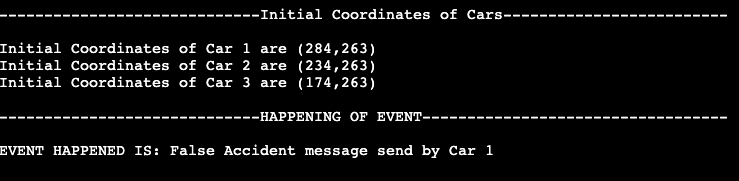 -----------------------------Initial Coordinates of Cars-------------------------
Initial Coordinates of Car 1 are (284,263)
Initial Coordinates of Car 2 are (234,263)
Initial Coordinates of Car 3 are (174,263)
-----------------------------HAPPENING OF EVENT----------------------------------
EVENT HAPPENED IS: False Accident message send by Car 1